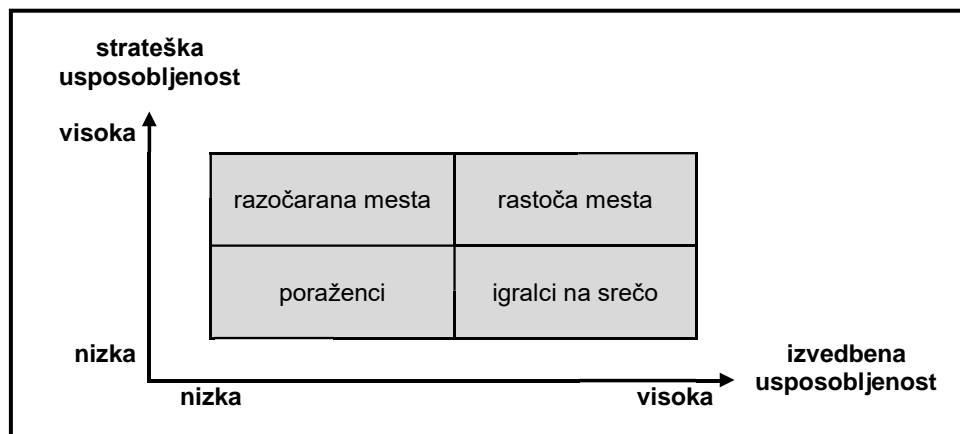 strateška
usposobljenost
visoka
razočarana mesta
rastoča mesta
poraženci
igralci na srečo
nizka
izvedbena
usposobljenost
nizka
visoka